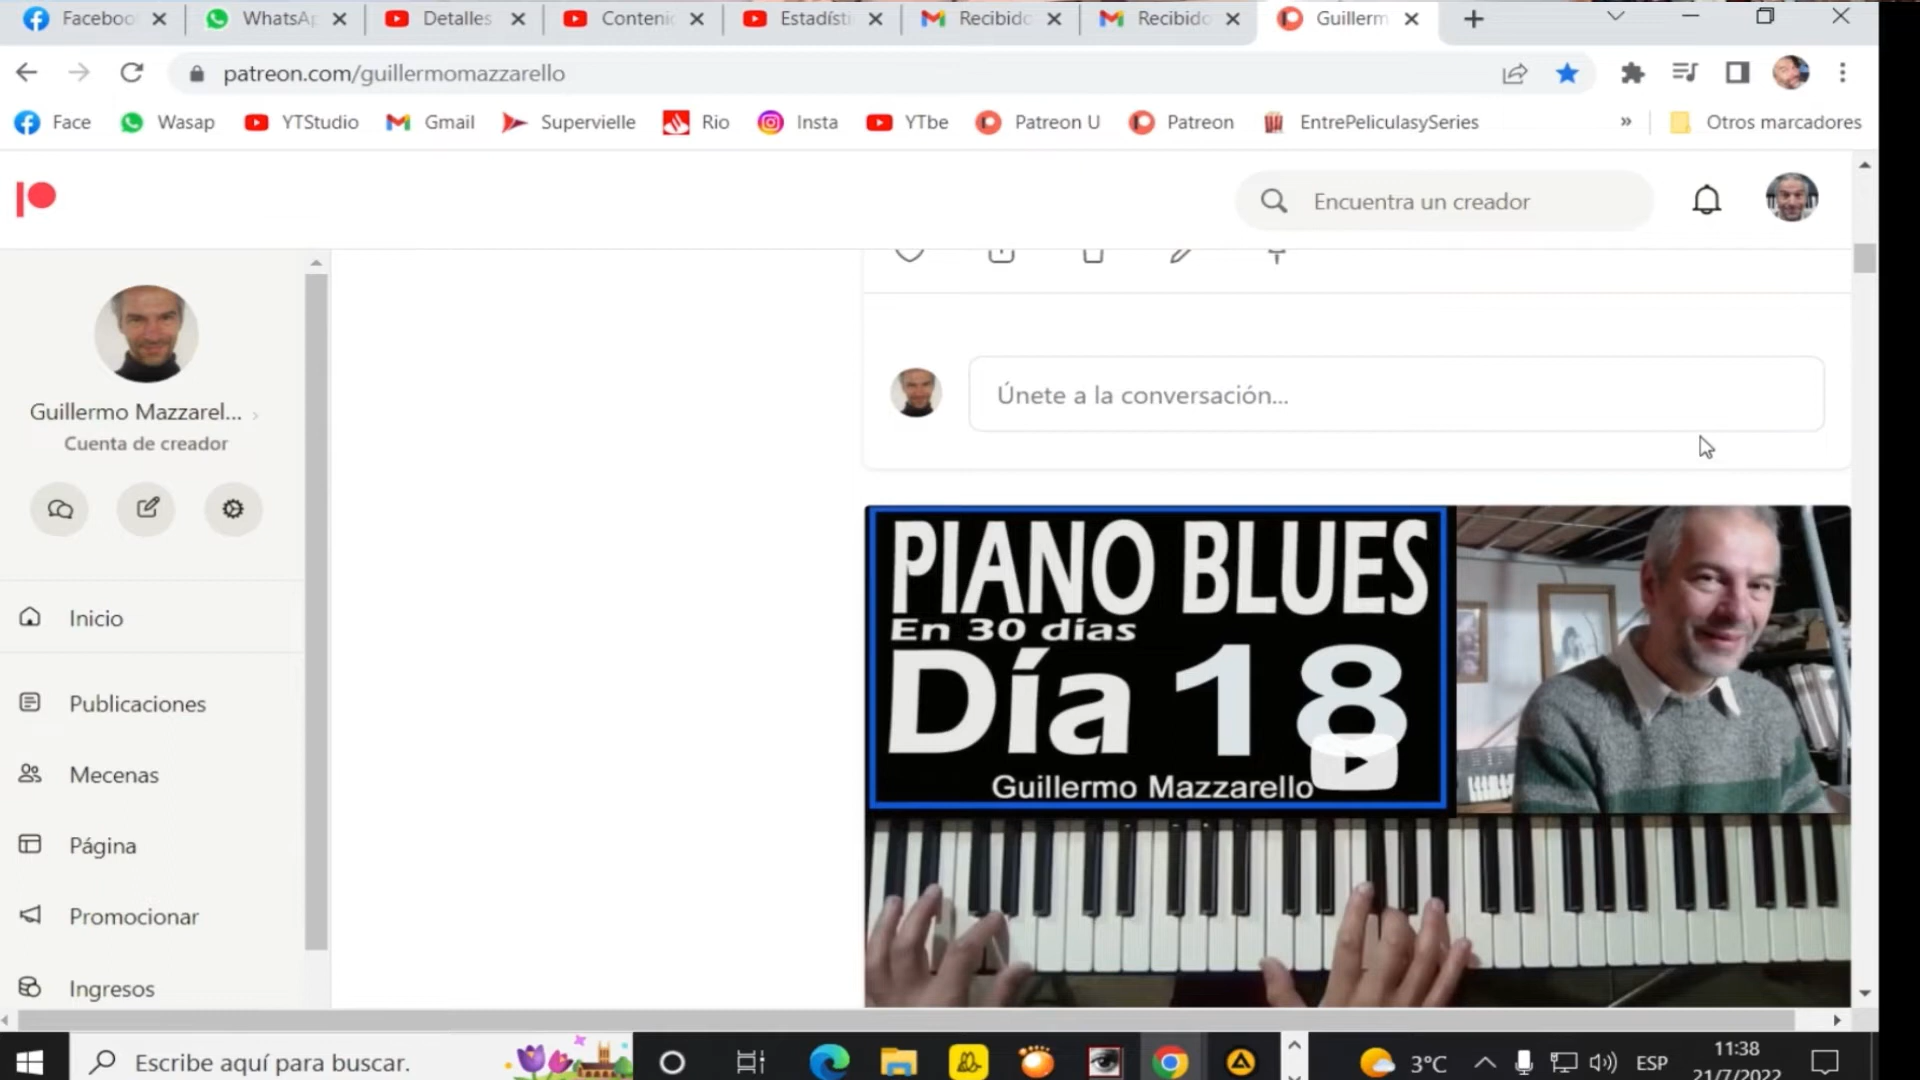 Faceboo
WhatsAp
Detalles
Conteni
Estadísti
Recibido
Recibido
Guillerm
patreon.com/guillermomazzarello
Face
Wasap
YTStudio
Gmail
Supervielle
Rio
Insta
YTbe
Patreon U
Patreon
EntrePeliculasySeries
»
Otros marcadores
Encuentra un creador
Guillermo Mazzarel...
Cuenta de creador
Inicio
Publicaciones
Mecenas
Página
Promocionar
Ingresos
Únete a la conversación...
PIANO BLUES
En 30 días
Día 18
Guillermo Mazzarello
Escribe aquí para buscar.
3°C
ESP
11:38
21/7/2022